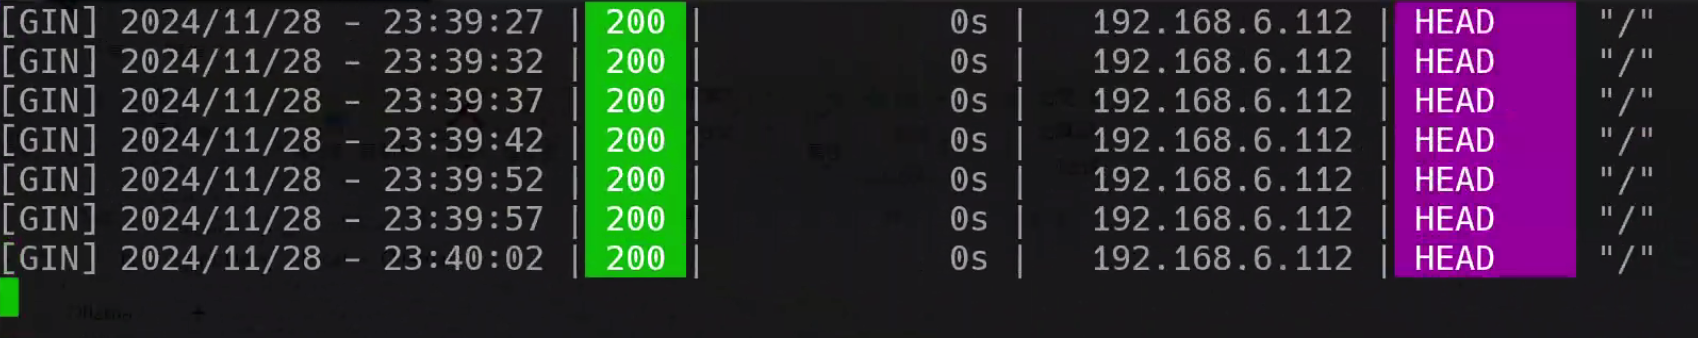 [GIN] 2024/11/28 - 23:39:27 | 200 | 0s | 192.168.6.112 | HEAD "/"
[GIN] 2024/11/28 - 23:39:32 | 200 | 0s | 192.168.6.112 | HEAD "/"
[GIN] 2024/11/28 - 23:39:37 | 200 | 0s | 192.168.6.112 | HEAD "/"
[GIN] 2024/11/28 - 23:39:42 | 200 | 0s | 192.168.6.112 | HEAD "/"
[GIN] 2024/11/28 - 23:39:52 | 200 | 0s | 192.168.6.112 | HEAD "/"
[GIN] 2024/11/28 - 23:39:57 | 200 | 0s | 192.168.6.112 | HEAD "/"
[GIN] 2024/11/28 - 23:40:02 | 200 | 0s | 192.168.6.112 | HEAD "/"